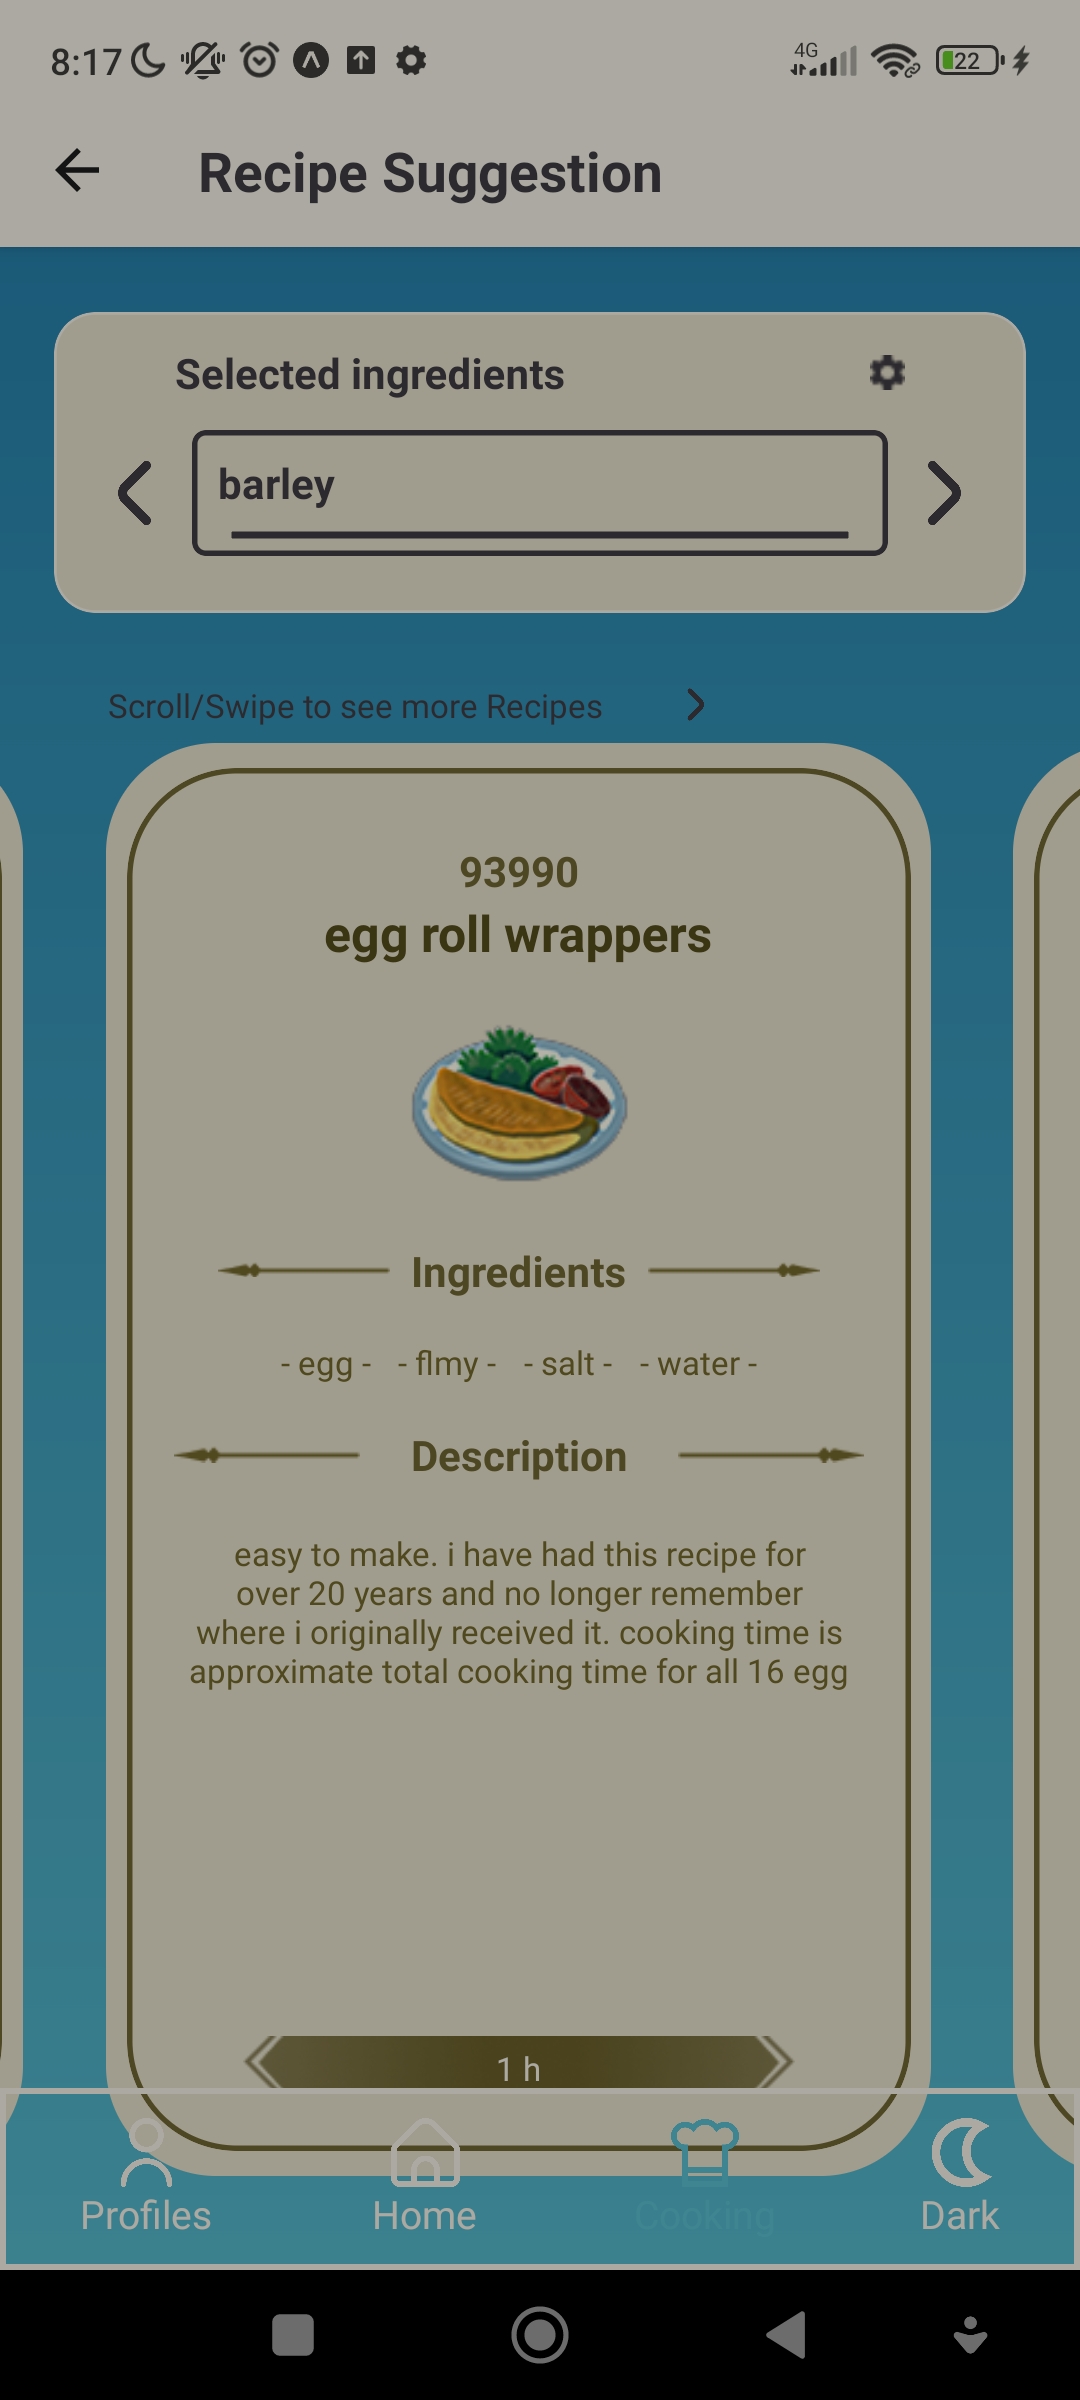 8:17
4G
22
Recipe Suggestion
Selected ingredients
barley
Scroll/Swipe to see more Recipes
93990
egg roll wrappers
Ingredients
- egg - - flmy - - salt - - water -
Description
easy to make. i have had this recipe for
over 20 years and no longer remember
where i originally received it. cooking time is
approximate total cooking time for all 16 egg
1 h
Profiles Home Cooking Dark